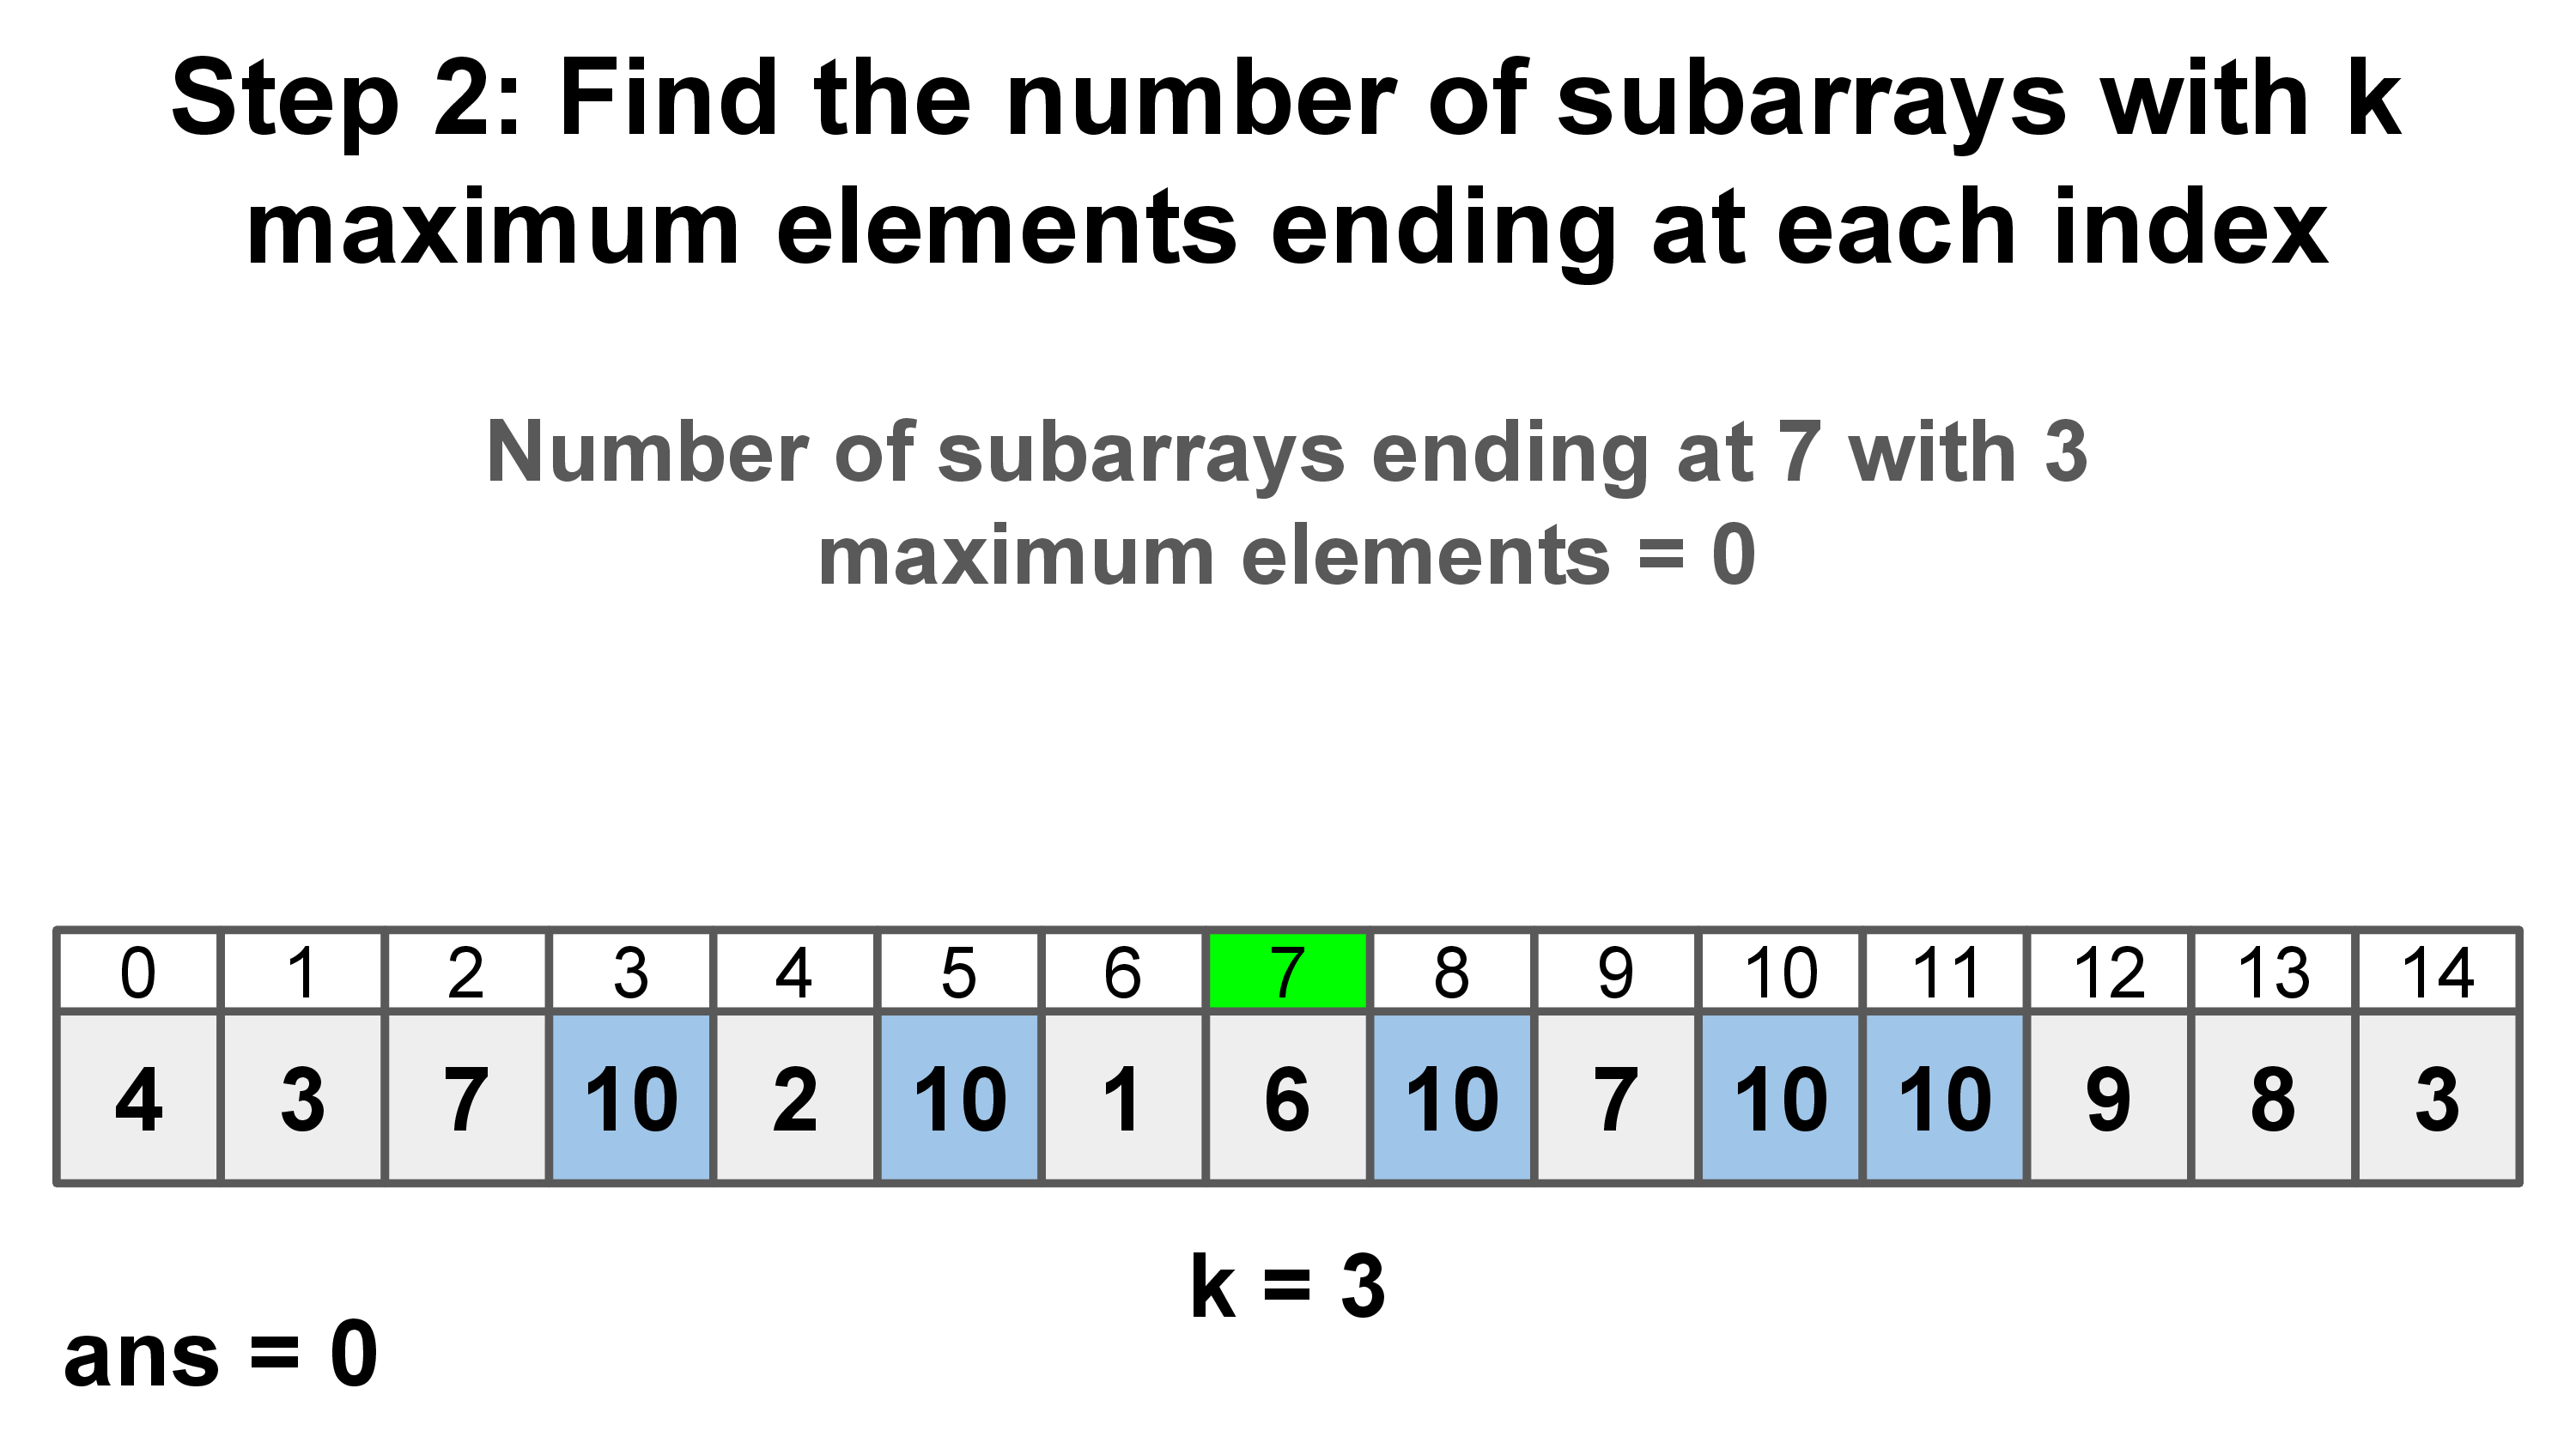 Step 2: Find the number of subarrays with k
maximum elements ending at each index
Number of subarrays ending at 7 with 3
maximum elements = 0
0 1 2 3 4 5 6 7 8 9 10 11 12 13 14
4 3 7 10 2 10 1 6 10 7 10 10 9 8 3
k = 3
ans = 0